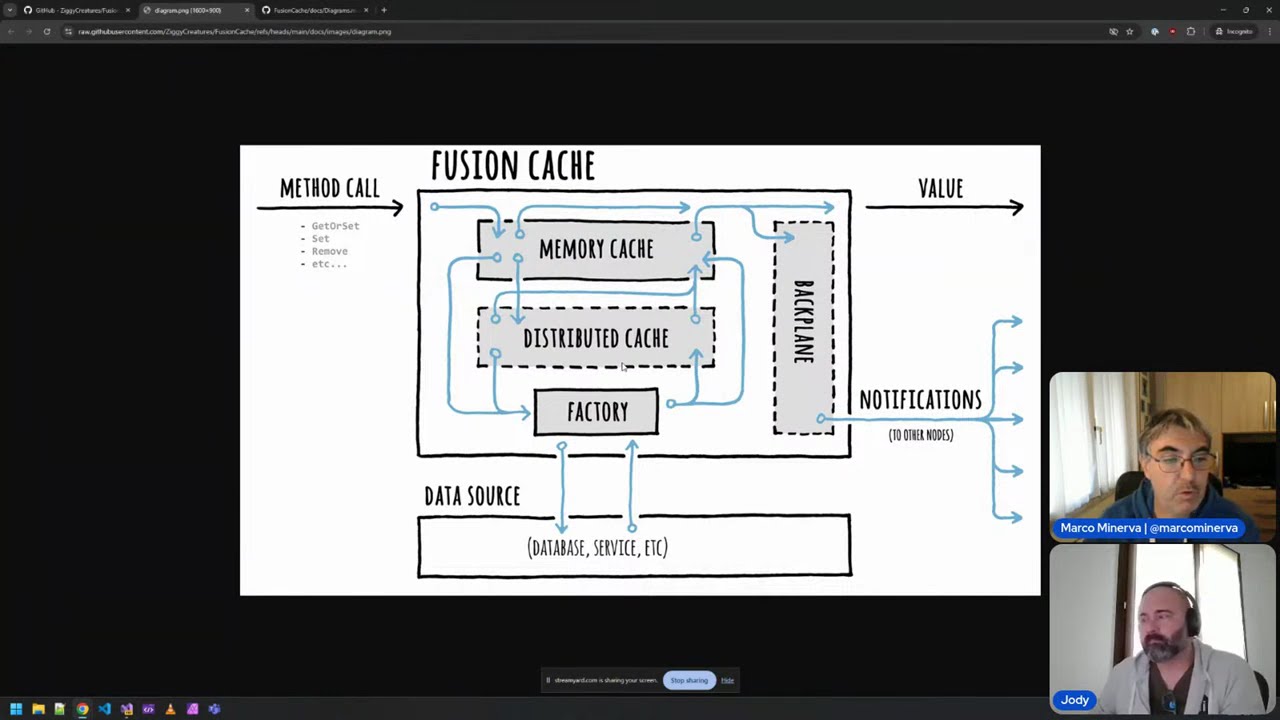 GitHub - ZiggyCreatures/Fusion
diagram.png (1600×900)
FusionCache/docs/Diagrams.m
raw.githubusercontent.com/ZiggyCreatures/FusionCache/refs/heads/main/docs/images/diagram.png
Incognito
FUSION CACHE
METHOD CALL
- GetOrSet
- Set
- Remove
- etc...
VALUE
MEMORY CACHE
DISTRIBUTED CACHE
BACKPLANE
FACTORY
NOTIFICATIONS
(TO OTHER NODES)
DATA SOURCE
(DATABASE, SERVICE, ETC)
Marco Minerva | @marcominerva
Jody
streamyard.com is sharing your screen.
Stop sharing
Hide